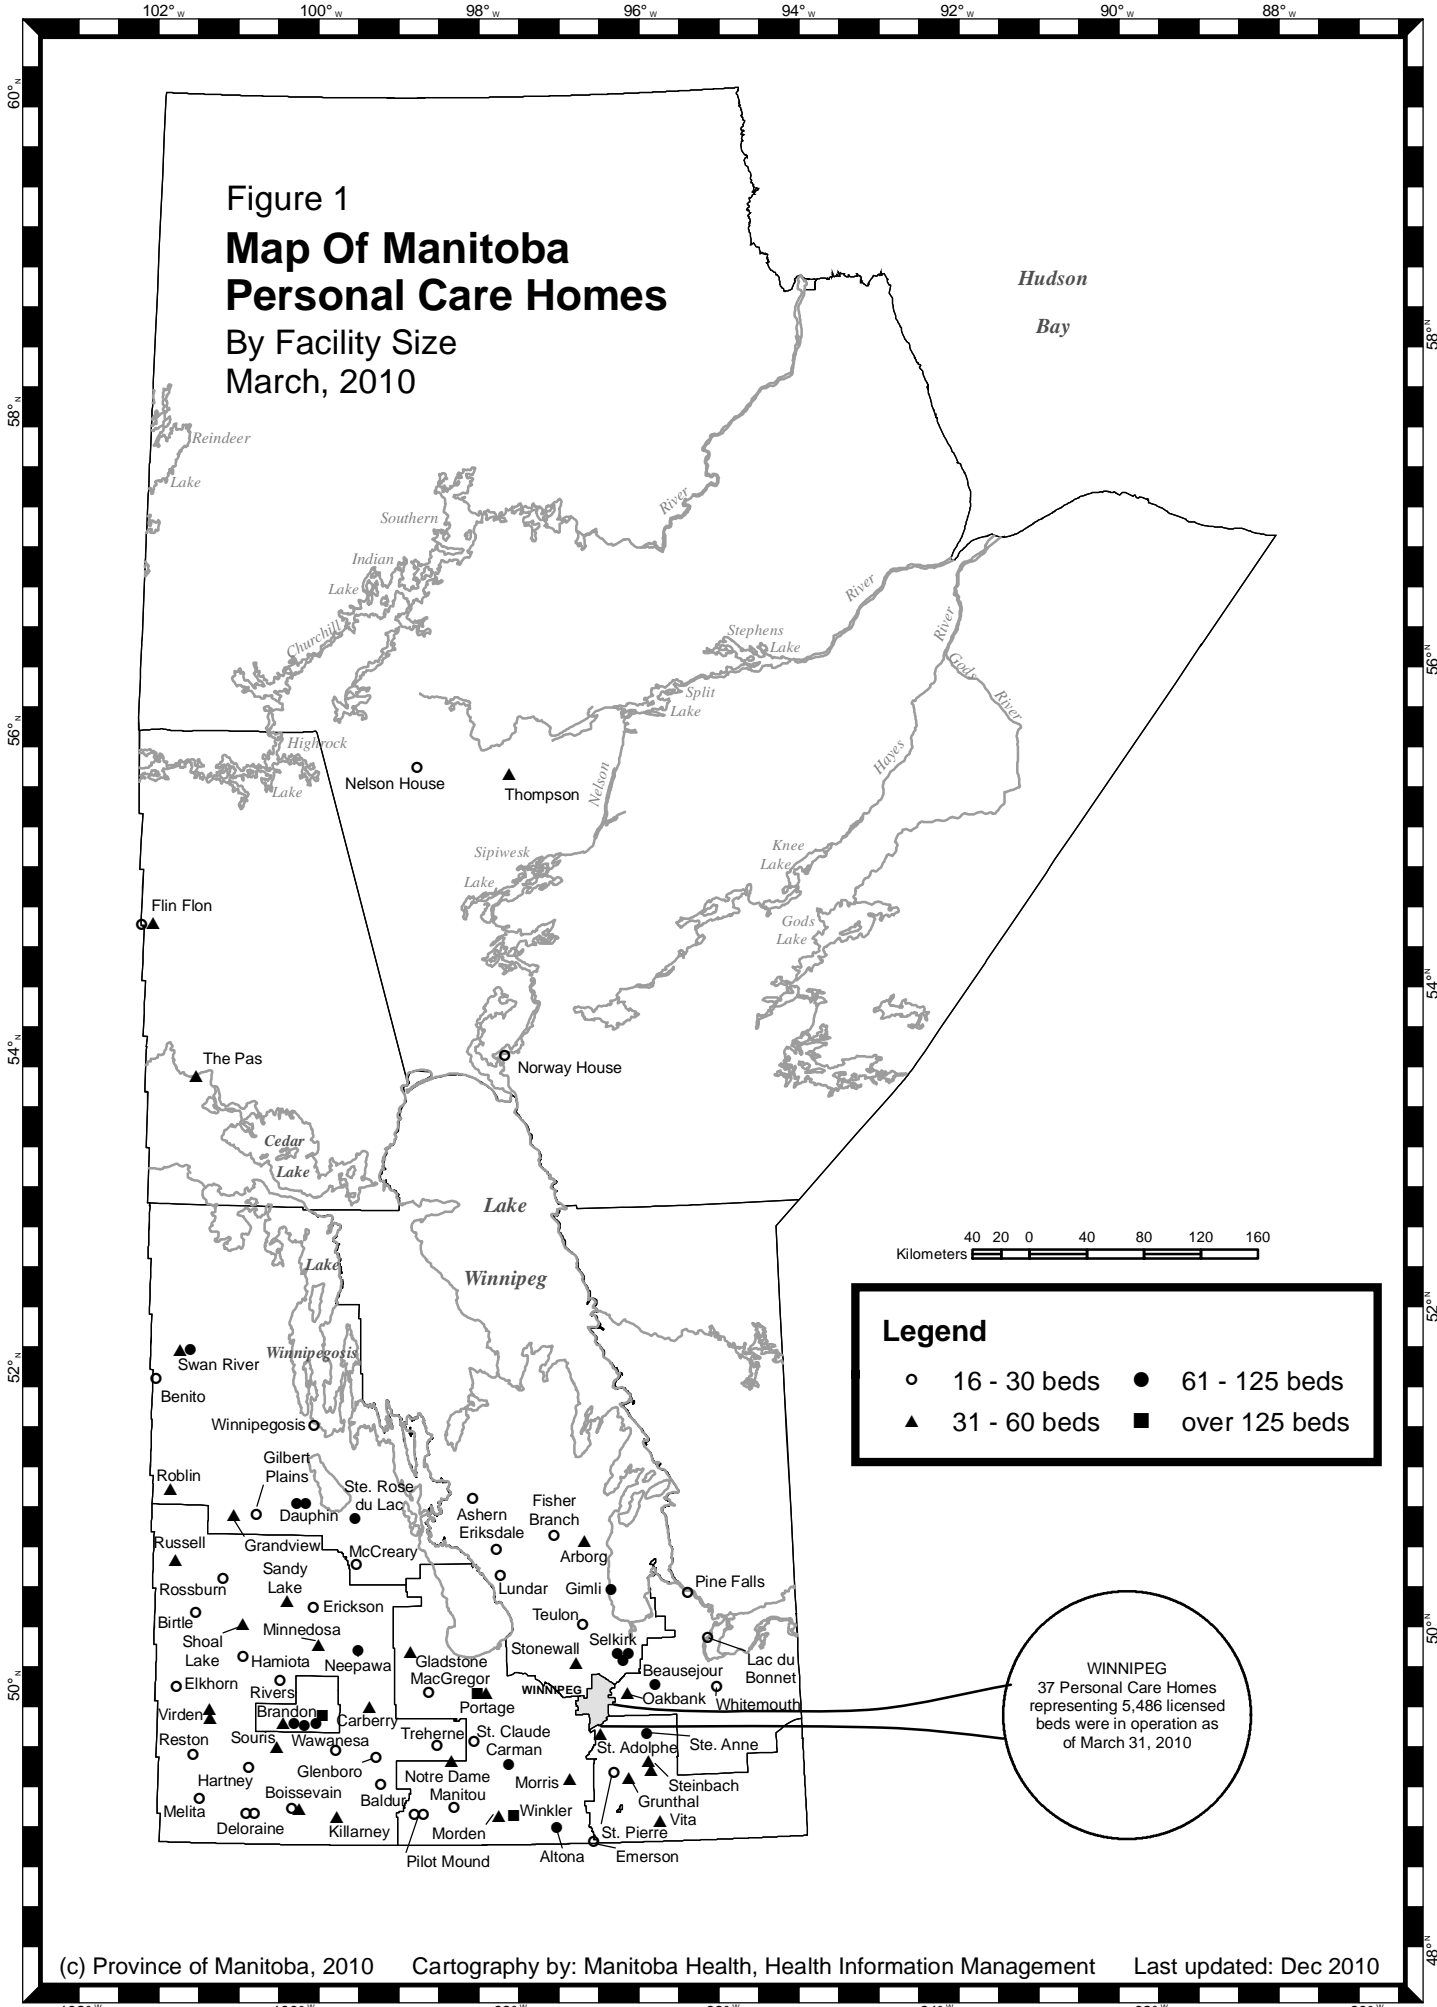 102° W 100° W 98° W 96° W 94° W 92° W 90° W 88° W
60° N
58° N
56° N
54° N
52° N
50° N
58° N
56° N
54° N
52° N
50° N
48° N
Figure 1
Map Of Manitoba
Personal Care Homes
By Facility Size
March, 2010
Hudson
Bay
Reindeer
Lake
Southern
Indian
Lake
Churchill
River
River
Stephens
Lake
Split
Lake
River
Gods
River
Highrock
Lake
Nelson
Hayes
Nelson House
Thompson
Sipiwesk
Lake
Knee
Lake
Gods
Lake
Flin Flon
The Pas
Norway House
Cedar
Lake
Lake
Winnipeg
Lake
Winnipegosis
Kilometers
40 20 0 40 80 120 160
Legend
16 - 30 beds
61 - 125 beds
31 - 60 beds
over 125 beds
Swan River
Benito
Winnipegosis
Gilbert
Plains
Roblin
Dauphin
Ste. Rose
du Lac
Ashern
Eriksdale
Fisher
Branch
Grandview
Russell
McCreary
Arborg
Sandy
Lake
Rossburn
Lundar
Gimli
Pine Falls
Erickson
Birtle
Teulon
Shoal
Lake
Minnedosa
Stonewall
Selkirk
Hamiota
Neepawa
Gladstone
Lac du
Bonnet
MacGregor
Beausejour
Elkhorn
Rivers
WINNIPEG
Oakbank
Whitemouth
Portage
Virden
Brandon
Carberry
Souris
Wawanesa
Treherne
St. Claude
Reston
Carman
St. Adolphe
Ste. Anne
Glenboro
Notre Dame
Hartney
Morris
Steinbach
Boissevain
Baldur
Manitou
Grunthal
Melita
Winkler
Vita
Deloraine
Killarney
Morden
St. Pierre
Pilot Mound
Altona
Emerson
WINNIPEG
37 Personal Care Homes
representing 5,486 licensed
beds were in operation as
of March 31, 2010
(c) Province of Manitoba, 2010 Cartography by: Manitoba Health, Health Information Management Last updated: Dec 2010